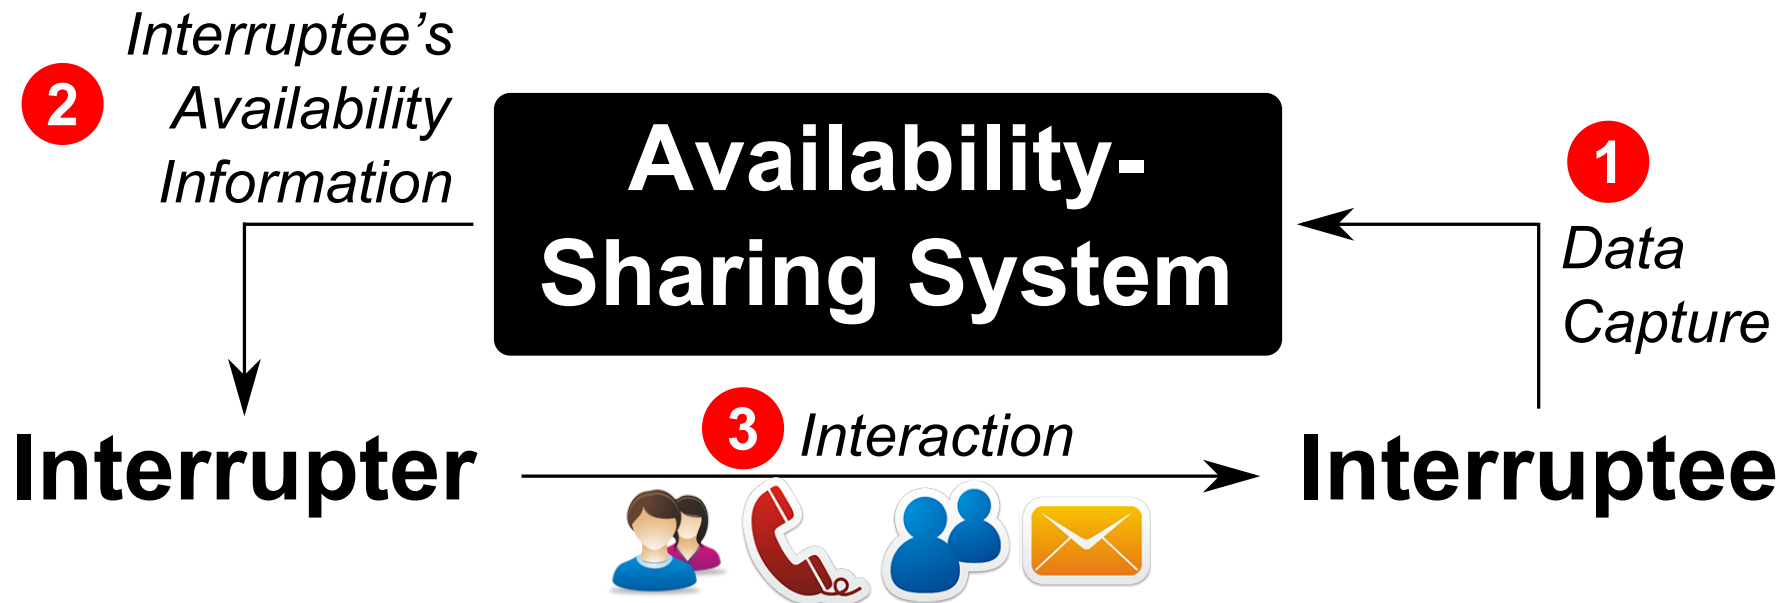 Interruptee’s
2
Availability
Information
Availability-
Sharing System
1
Data
Capture
3 Interaction
Interrupter
Interruptee